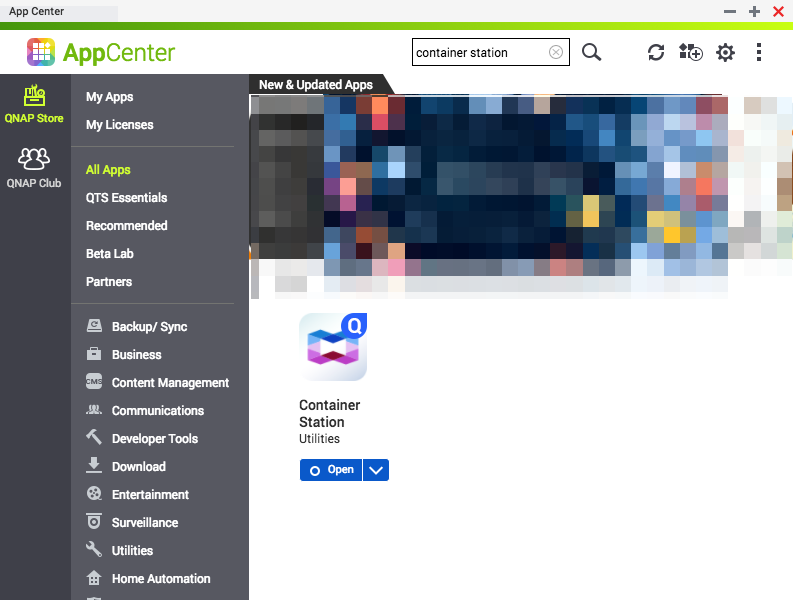 App Center
AppCenter
container station
QNAP Store
QNAP Club
My Apps
My Licenses
All Apps
QTS Essentials
Recommended
Beta Lab
Partners
Backup/ Sync
Business
CMS
Content Management
Communications
Developer Tools
Download
Entertainment
Surveillance
Utilities
Home Automation
New & Updated Apps
Q
Container
Station
Utilities
Open